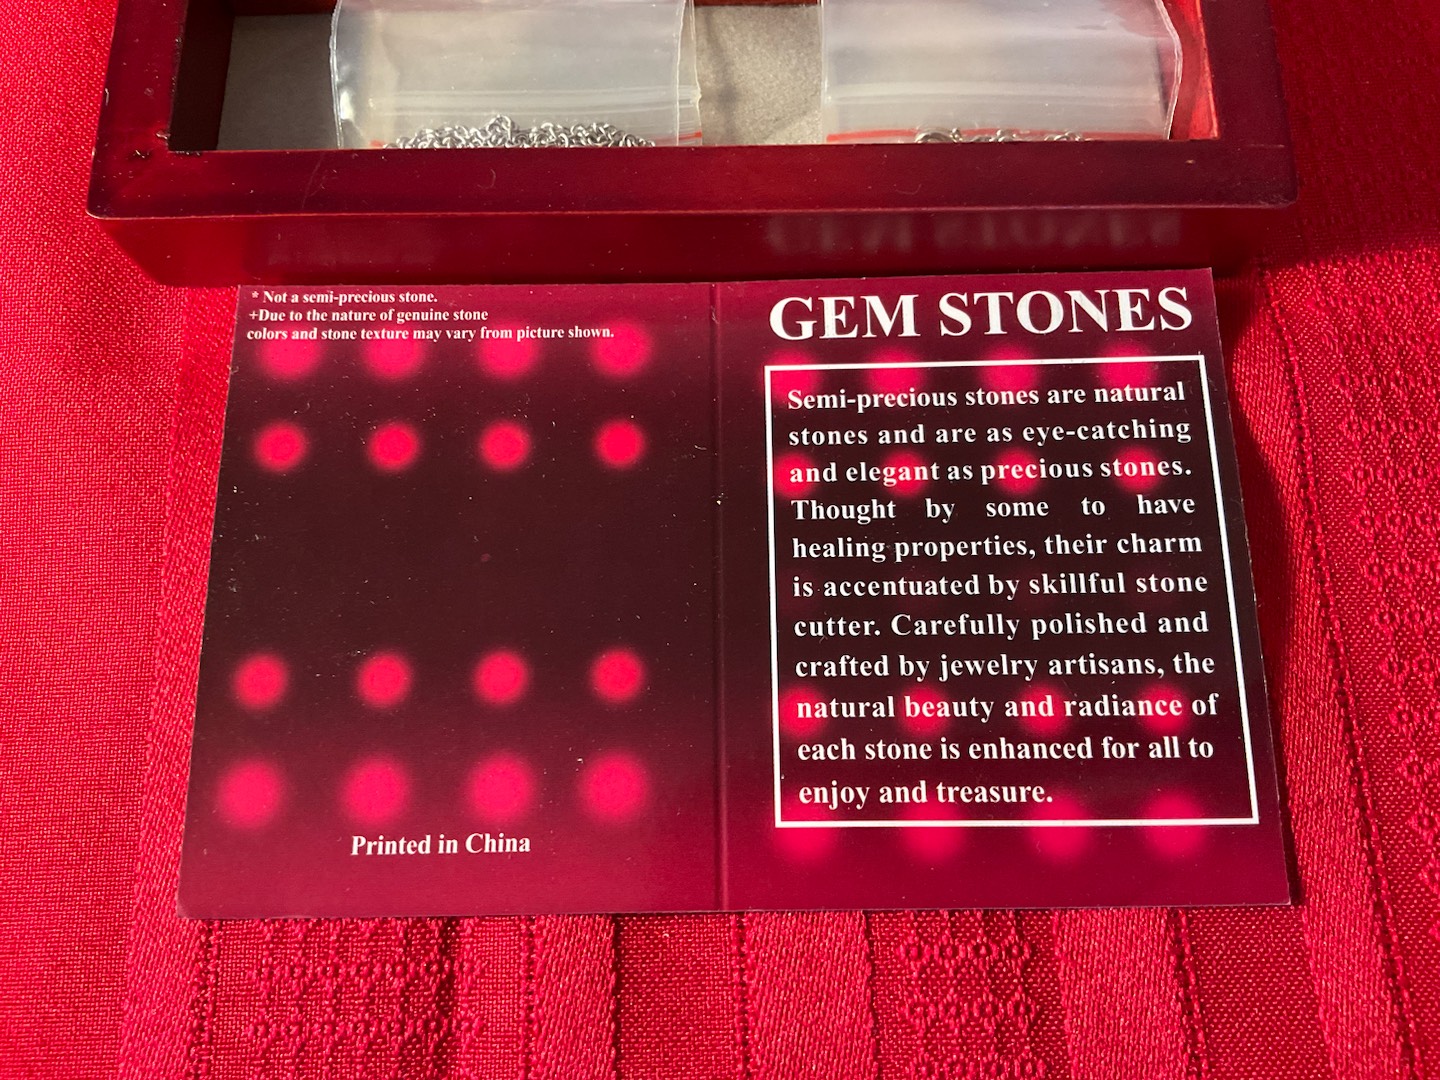 * Not a semi-precious stone.
+Due to the nature of genuine stone
colors and stone texture may vary from picture shown.
Printed in China
GEM STONES
Semi-precious stones are natural
stones and are as eye-catching
and elegant as precious stones.
Thought by some to have
healing properties, their charm
is accentuated by skillful stone
cutter. Carefully polished and
crafted by jewelry artisans, the
natural beauty and radiance of
each stone is enhanced for all to
enjoy and treasure.